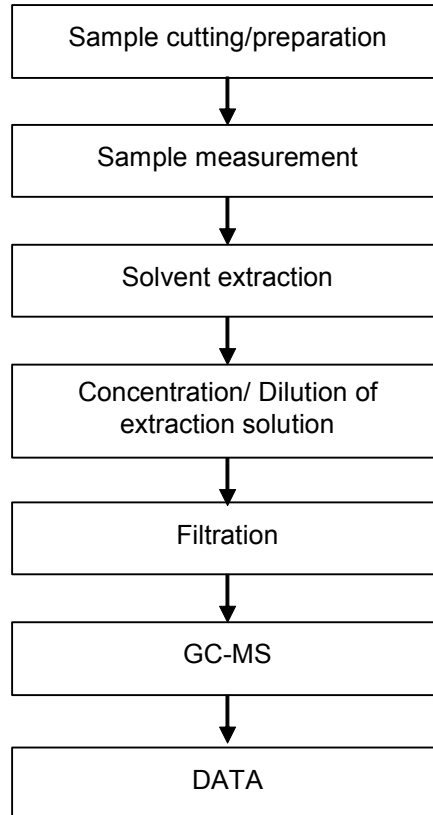 Sample cutting/preparation
Sample measurement
Solvent extraction
Concentration/ Dilution of
extraction solution
Filtration
GC-MS
DATA